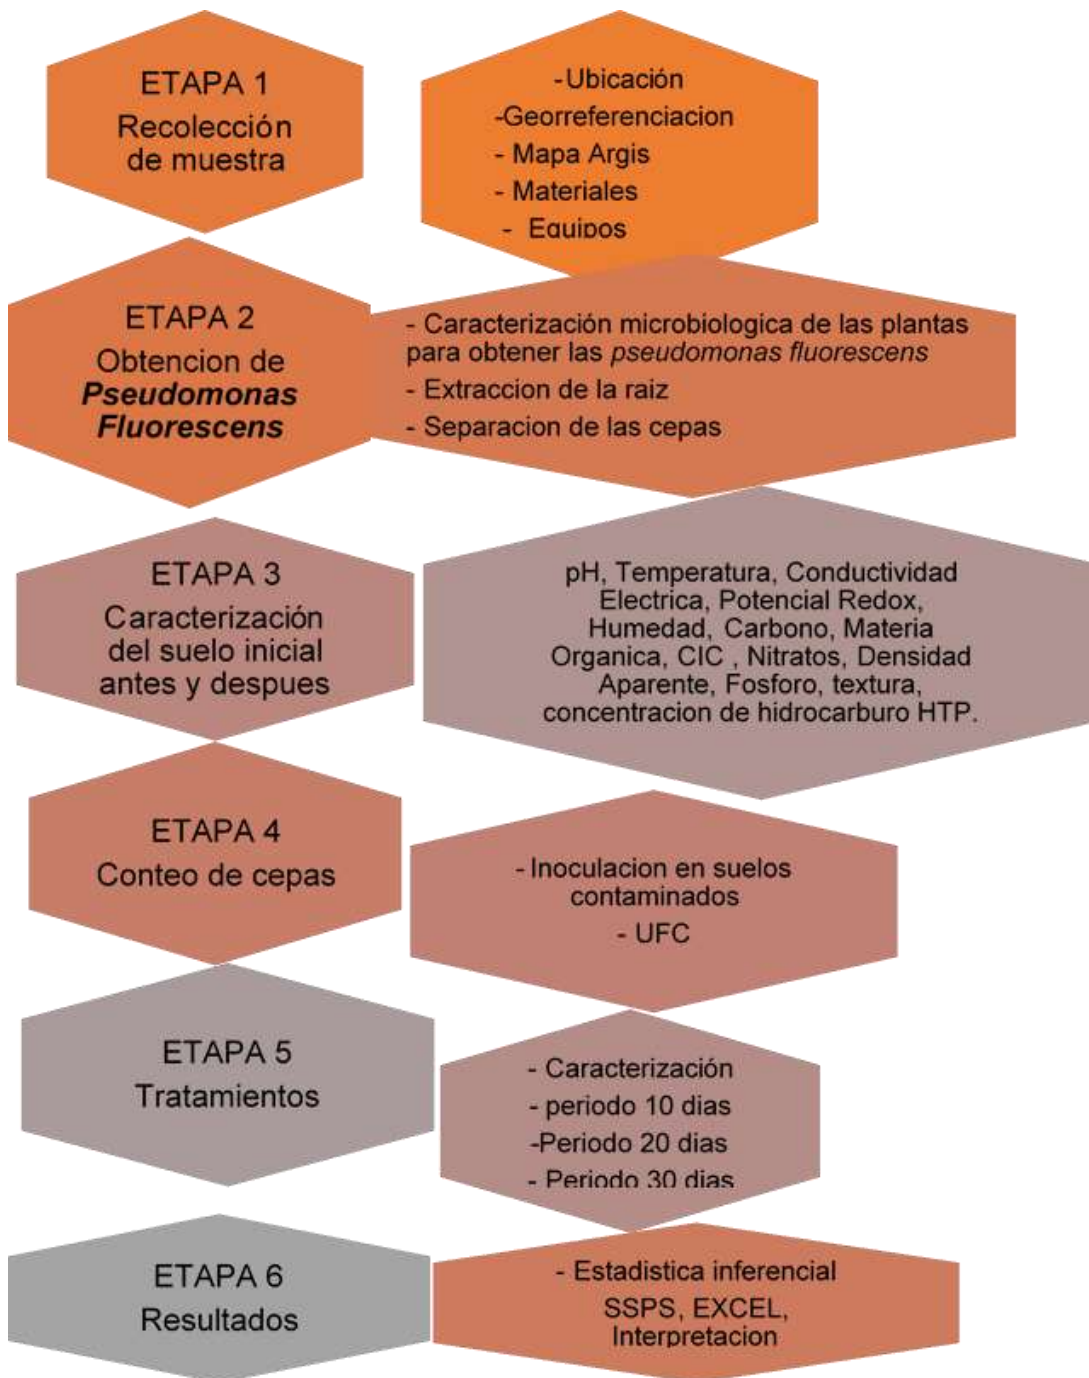 ETAPA 1
Recolección
de muestra
-Ubicación
-Georreferenciacion
- Mapa Argis
- Materiales
- Equipos
ETAPA 2
Obtencion de
Pseudomonas
Fluorescens
- Caracterización microbiologica de las plantas
para obtener las pseudomonas fluorescens
- Extraccion de la raiz
- Separacion de las cepas
ETAPA 3
Caracterización
del suelo inicial
antes y despues
pH, Temperatura, Conductividad
Electrica, Potencial Redox,
Humedad, Carbono, Materia
Organica, CIC , Nitratos, Densidad
Aparente, Fosforo, textura,
concentracion de hidrocarburo HTP.
ETAPA 4
Conteo de cepas
- Inoculacion en suelos
contaminados
- UFC
ETAPA 5
Tratamientos
- Caracterización
- periodo 10 dias
-Periodo 20 dias
- Periodo 30 dias
ETAPA 6
Resultados
- Estadistica inferencial
SSPS, EXCEL,
Interpretacion